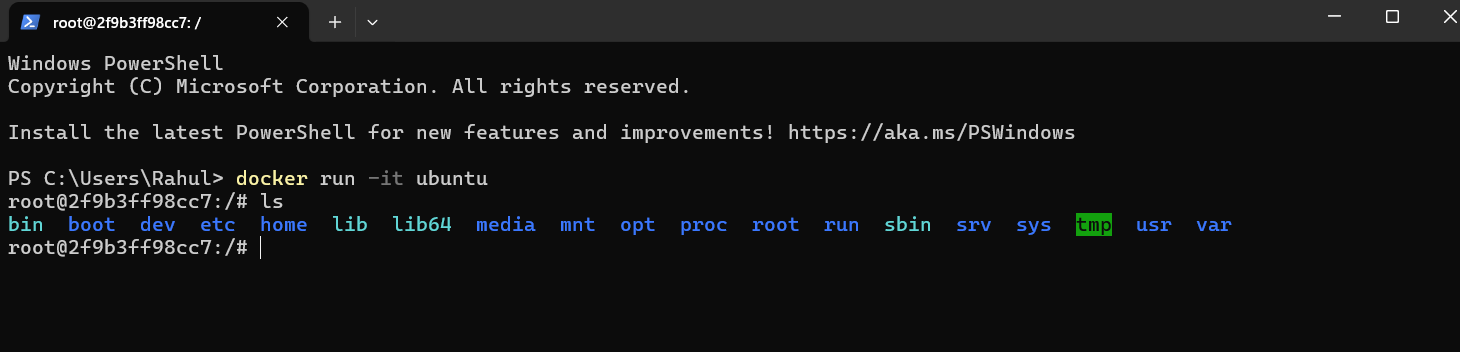 root@2f9b3ff98cc7: /
Windows PowerShell
Copyright (C) Microsoft Corporation. All rights reserved.
Install the latest PowerShell for new features and improvements! https://aka.ms/PSWindows
PS C:\Users\Rahul> docker run -it ubuntu
root@2f9b3ff98cc7:/# ls
bin boot dev etc home lib lib64 media mnt opt proc root run sbin srv sys tmp usr var
root@2f9b3ff98cc7:/#